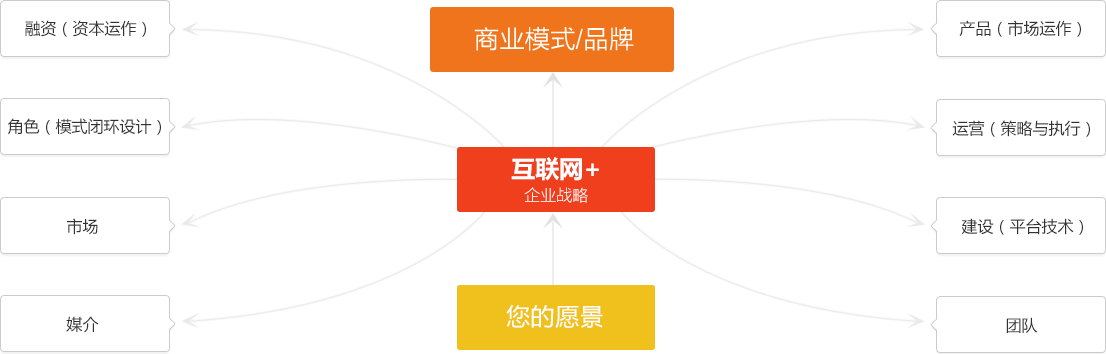 融资（资本运作）
商业模式/品牌
产品（市场运作）
角色（模式闭环设计）
运营（策略与执行）
互联网+
企业战略
市场
建设（平台技术）
您的愿景
媒介
团队